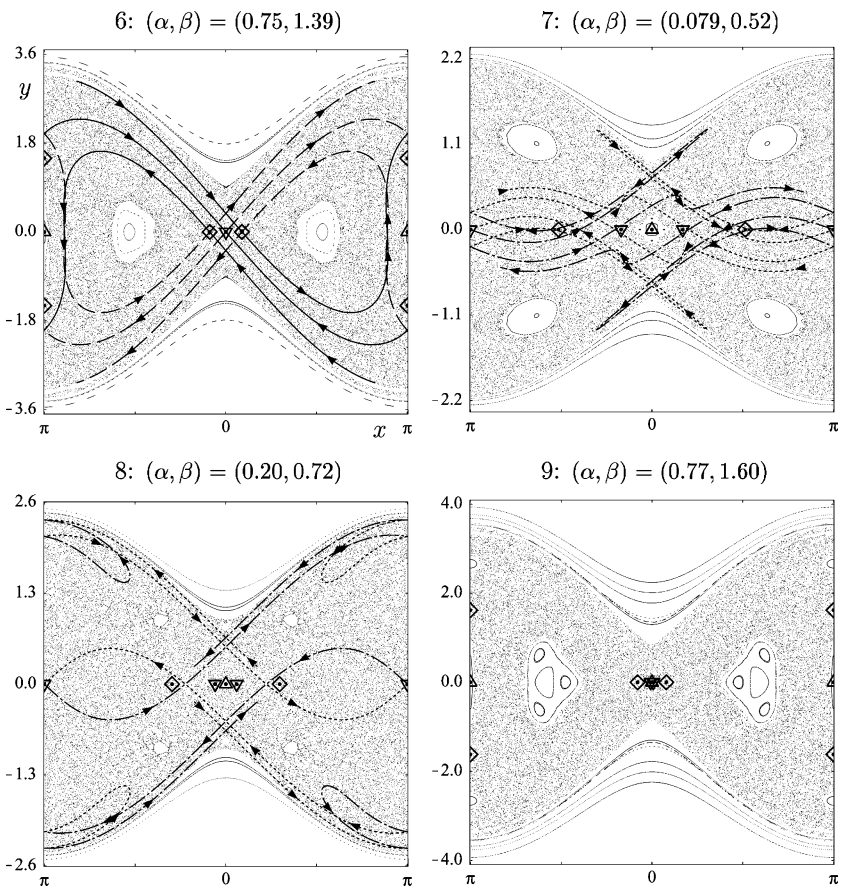 6: (α, β) = (0.75, 1.39)
7: (α, β) = (0.079, 0.52)
3.6
y
1.8
0.0
−1.8
−3.6
π
0
x
π
2.2
1.1
0.0
−1.1
−2.2
π
0
π
8: (α, β) = (0.20, 0.72)
9: (α, β) = (0.77, 1.60)
2.6
1.3
0.0
−1.3
−2.6
π
0
π
4.0
2.0
0.0
−2.0
−4.0
π
0
π